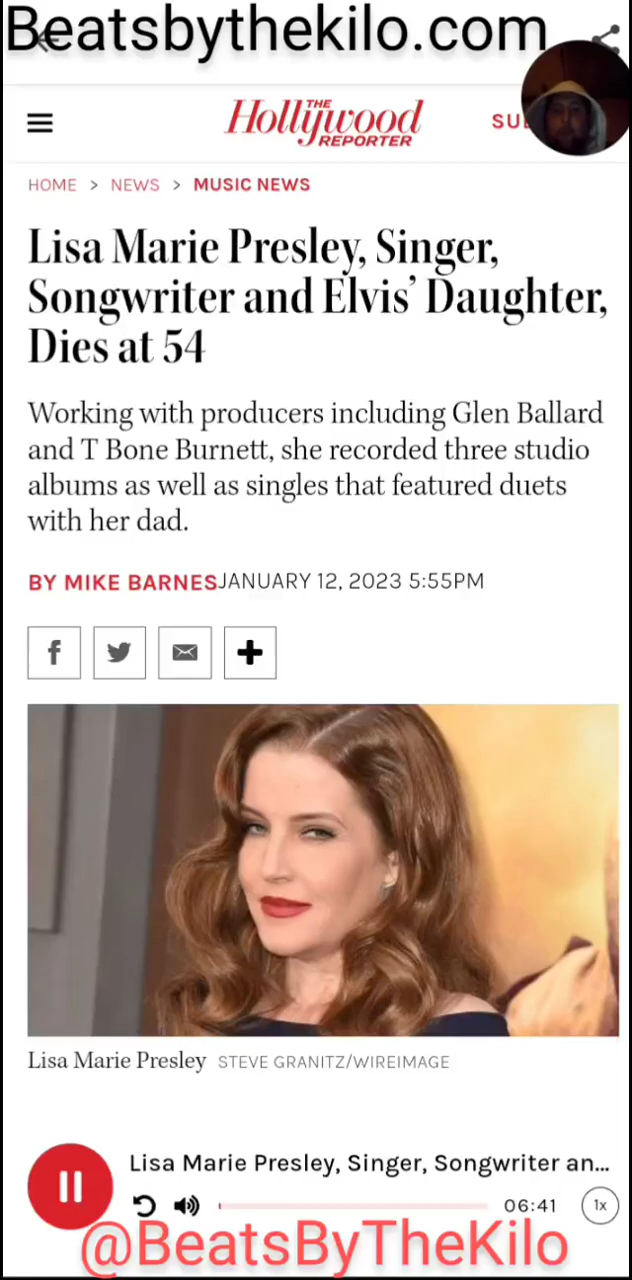 Beatsbythekilo.com
THE
Hollywood
REPORTER
SU
HOME > NEWS > MUSIC NEWS
Lisa Marie Presley, Singer,
Songwriter and Elvis’ Daughter,
Dies at 54
Working with producers including Glen Ballard
and T Bone Burnett, she recorded three studio
albums as well as singles that featured duets
with her dad.
BY MIKE BARNES JANUARY 12, 2023 5:55PM
Lisa Marie Presley STEVE GRANITZ/WIREIMAGE
Lisa Marie Presley, Singer, Songwriter an...
06:41 1x
@BeatsByTheKilo